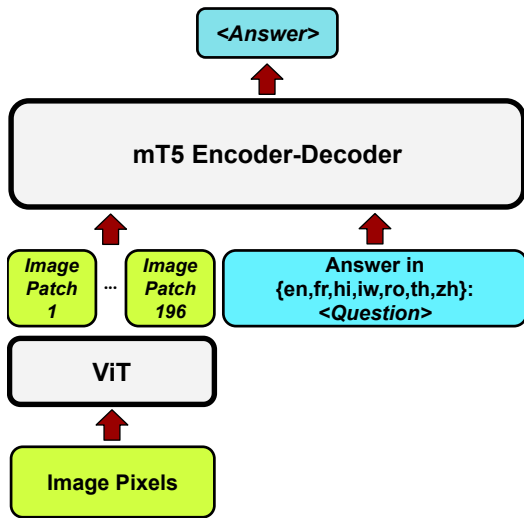 <Answer>
mT5 Encoder-Decoder
Image
Patch
1
...
Image
Patch
196
Answer in
{en,fr,hi,iw,ro,th,zh}:
<Question>
ViT
Image Pixels